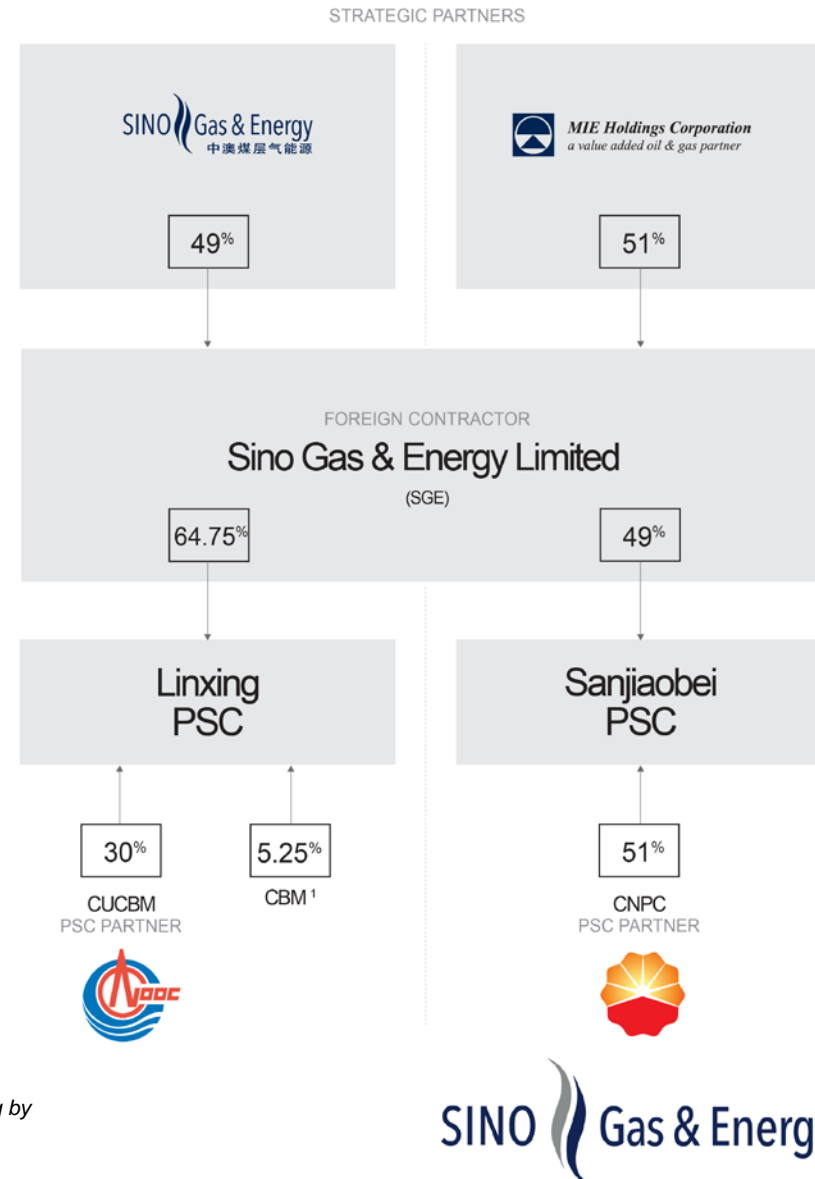 STRATEGIC PARTNERS
SINO Gas & Energy
中澳煤层气能源
MIE Holdings Corporation
a value added oil & gas partner
49%
51%
FOREIGN CONTRACTOR
Sino Gas & Energy Limited
(SGE)
64.75%
49%
Linxing
PSC
Sanjiaobei
PSC
30%
5.25%
51%
CUCBM
PSC PARTNER
CBM 1
CNPC
PSC PARTNER
CNOOC
by
SINO Gas & Energ